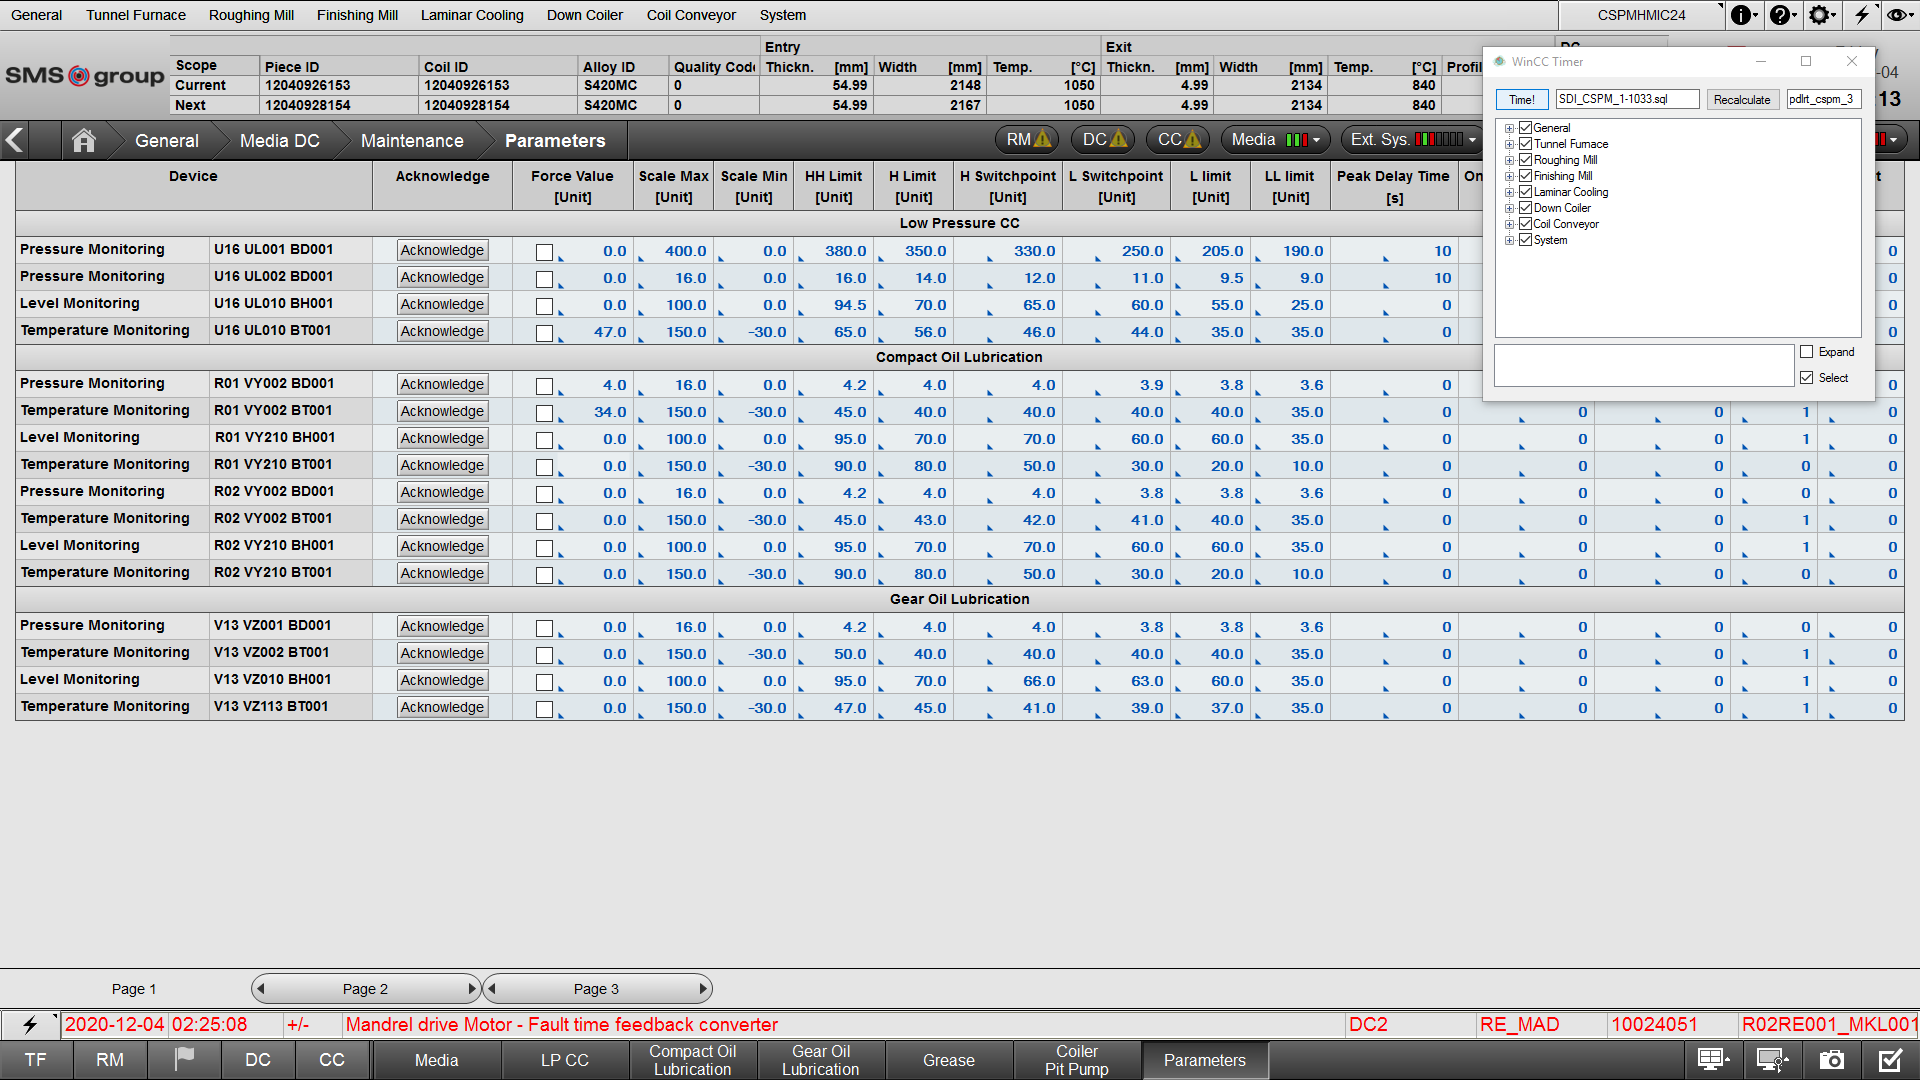 General Tunnel Furnace Roughing Mill Finishing Mill Laminar Cooling Down Coiler Coil Conveyor System CSPMHMIC24
SMS group
Entry Exit
Scope Piece ID Coil ID Alloy ID Quality Code Thickn. [mm] Width [mm] Temp. [°C] Thickn. [mm] Width [mm] Temp. [°C] Profil
Current 12040926153 12040926153 S420MC 0 54.99 2148 1050 4.99 2134 840
Next 12040928154 12040928154 S420MC 0 54.99 2167 1050 4.99 2134 840
-04
13
General Media DC Maintenance Parameters RM DC CC Media Ext. Sys.
WinCC Timer
Time! SDI_CSPM_1-1033.sql Recalculate pdlrt_cspm_3
General
Tunnel Furnace
Roughing Mill
Finishing Mill
Laminar Cooling
Down Coiler
Coil Conveyor
System
Expand
Select
Device Acknowledge Force Value [Unit] Scale Max [Unit] Scale Min [Unit] HH Limit [Unit] H Limit [Unit] H Switchpoint [Unit] L Switchpoint [Unit] L limit [Unit] LL limit [Unit] Peak Delay Time [s] On t
Low Pressure CC
Pressure Monitoring U16 UL001 BD001 Acknowledge 0.0 400.0 0.0 380.0 350.0 330.0 250.0 205.0 190.0 10 0
Pressure Monitoring U16 UL002 BD001 Acknowledge 0.0 16.0 0.0 16.0 14.0 12.0 11.0 9.5 9.0 10 0
Level Monitoring U16 UL010 BH001 Acknowledge 0.0 100.0 0.0 94.5 70.0 65.0 60.0 55.0 25.0 0 0
Temperature Monitoring U16 UL010 BT001 Acknowledge 47.0 150.0 -30.0 65.0 56.0 46.0 44.0 35.0 35.0 0 0
Compact Oil Lubrication
Pressure Monitoring R01 VY002 BD001 Acknowledge 4.0 16.0 0.0 4.2 4.0 4.0 3.9 3.8 3.6 0 0
Temperature Monitoring R01 VY002 BT001 Acknowledge 34.0 150.0 -30.0 45.0 40.0 40.0 40.0 40.0 35.0 0 0 0 1 0
Level Monitoring R01 VY210 BH001 Acknowledge 0.0 100.0 0.0 95.0 70.0 70.0 60.0 60.0 35.0 0 0 0 1 0
Temperature Monitoring R01 VY210 BT001 Acknowledge 0.0 150.0 -30.0 90.0 80.0 50.0 30.0 20.0 10.0 0 0 0 0 0
Pressure Monitoring R02 VY002 BD001 Acknowledge 0.0 16.0 0.0 4.2 4.0 4.0 3.8 3.8 3.6 0 0 0 0 0
Temperature Monitoring R02 VY002 BT001 Acknowledge 0.0 150.0 -30.0 45.0 43.0 42.0 41.0 40.0 35.0 0 0 0 1 0
Level Monitoring R02 VY210 BH001 Acknowledge 0.0 100.0 0.0 95.0 70.0 70.0 60.0 60.0 35.0 0 0 0 1 0
Temperature Monitoring R02 VY210 BT001 Acknowledge 0.0 150.0 -30.0 90.0 80.0 50.0 30.0 20.0 10.0 0 0 0 0 0
Gear Oil Lubrication
Pressure Monitoring V13 VZ001 BD001 Acknowledge 0.0 16.0 0.0 4.2 4.0 4.0 3.8 3.8 3.6 0 0 0 0 0
Temperature Monitoring V13 VZ002 BT001 Acknowledge 0.0 150.0 -30.0 50.0 40.0 40.0 40.0 40.0 35.0 0 0 0 1 0
Level Monitoring V13 VZ010 BH001 Acknowledge 0.0 100.0 0.0 95.0 70.0 66.0 63.0 60.0 35.0 0 0 0 1 0
Temperature Monitoring V13 VZ113 BT001 Acknowledge 0.0 150.0 -30.0 47.0 45.0 41.0 39.0 37.0 35.0 0 0 0 1 0
Page 1 Page 2 Page 3
2020-12-04 02:25:08 +/- Mandrel drive Motor - Fault time feedback converter DC2 RE_MAD 10024051 R02RE001_MKL001
TF RM DC CC Media LP CC Compact Oil Lubrication Gear Oil Lubrication Grease Coiler Pit Pump Parameters